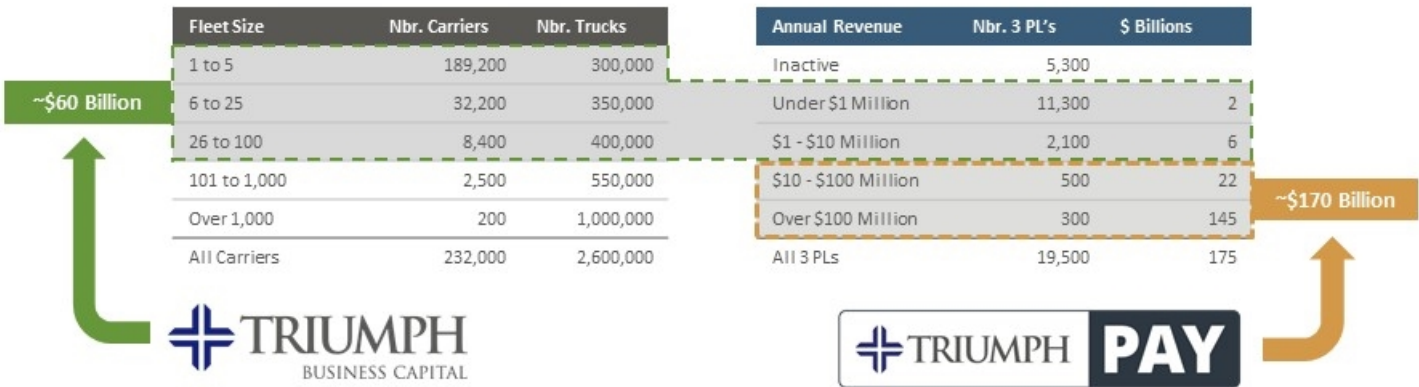 Fleet Size Nbr. Carriers Nbr. Trucks
1 to 5 189,200 300,000
6 to 25 32,200 350,000
26 to 100 8,400 400,000
101 to 1,000 2,500 550,000
Over 1,000 200 1,000,000
All Carriers 232,000 2,600,000
~$60 Billion
Annual Revenue Nbr. 3 PL's $ Billions
Inactive 5,300
Under $1 Million 11,300 2
$1 - $10 Million 2,100 6
$10 - $100 Million 500 22
Over $100 Million 300 145
All 3 PLs 19,500 175
~$170 Billion
TRIUMPH
BUSINESS CAPITAL
TRIUMPH PAY